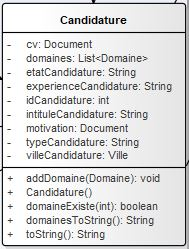 Candidature
- cv: Document
- domaines: List<Domaine>
- etatCandidature: String
- experienceCandidature: String
- idCandidature: int
- intituleCandidature: String
- motivation: Document
- typeCandidature: String
- villeCandidature: Ville
+ addDomaine(Domaine): void
+ Candidature()
+ domaineExiste(int): boolean
+ domainesToString(): String
+ toString(): String